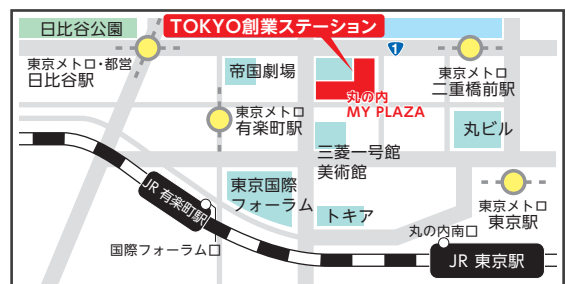 日比谷公園
TOKYO創業ステーション
1
東京メトロ・都営
日比谷駅
帝国劇場
丸の内
MY PLAZA
東京メトロ
二重橋前駅
東京メトロ
有楽町駅
丸ビル
三菱一号館
美術館
JR 有楽町駅
東京国際
フォーラム
トキア
東京メトロ
東京駅
国際フォーラム口
丸の内南口
JR 東京駅